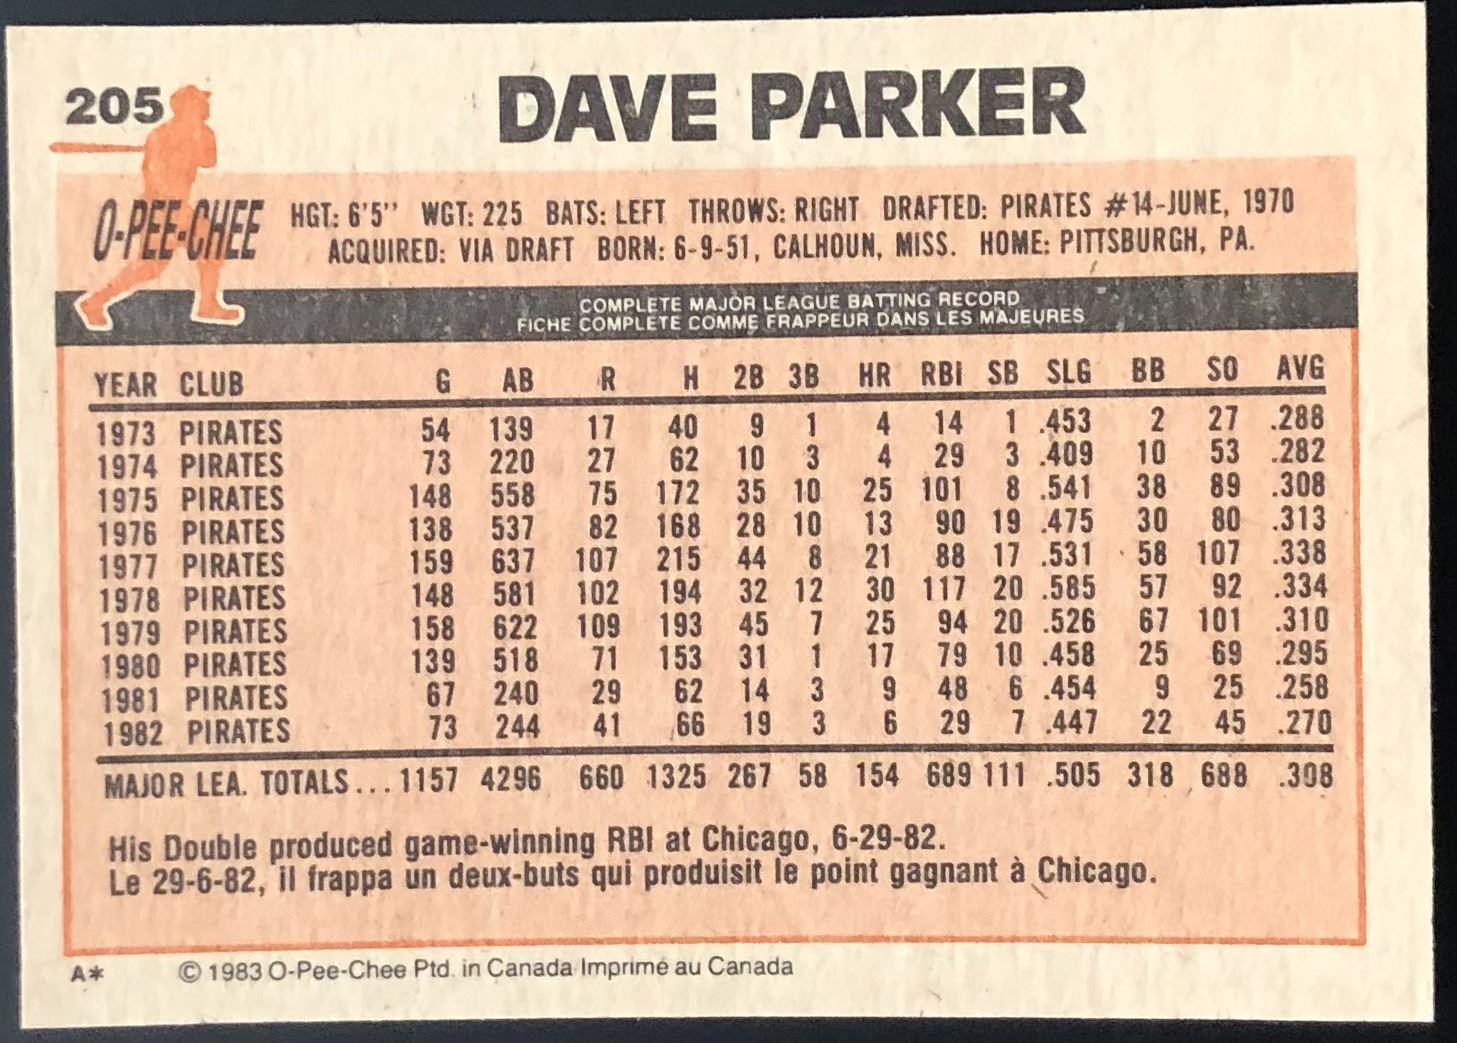 205
DAVE PARKER
O-PEE-CHEE
HGT: 6'5" WGT: 225 BATS: LEFT THROWS: RIGHT DRAFTED: PIRATES #14-JUNE, 1970
ACQUIRED: VIA DRAFT BORN: 6-9-51, CALHOUN, MISS. HOME: PITTSBURGH, PA.
COMPLETE MAJOR LEAGUE BATTING RECORD
FICHE COMPLETE COMME FRAPPEUR DANS LES MAJEURES
YEAR CLUB G AB R H 2B 3B HR RBI SB SLG BB SO AVG
1973 PIRATES 54 139 17 40 9 1 4 14 1 .453 2 27 .288
1974 PIRATES 73 220 27 62 10 3 4 29 3 .409 10 53 .282
1975 PIRATES 148 558 75 172 35 10 25 101 8 .541 38 89 .308
1976 PIRATES 138 537 82 168 28 10 13 90 19 .475 30 80 .313
1977 PIRATES 159 637 107 215 44 8 21 88 17 .531 58 107 .338
1978 PIRATES 148 581 102 194 32 12 30 117 20 .585 57 92 .334
1979 PIRATES 158 622 109 193 45 7 25 94 20 .526 67 101 .310
1980 PIRATES 139 518 71 153 31 1 17 79 10 .458 25 69 .295
1981 PIRATES 67 240 29 62 14 3 9 48 6 .454 9 25 .258
1982 PIRATES 73 244 41 66 19 3 6 29 7 .447 22 45 .270
MAJOR LEA. TOTALS... 1157 4296 660 1325 267 58 154 689 111 .505 318 688 .308
His Double produced game-winning RBI at Chicago, 6-29-82.
Le 29-6-82, il frappa un deux-buts qui produisit le point gagnant à Chicago.
A* © 1983 O-Pee-Chee Ptd. in Canada Imprimé au Canada